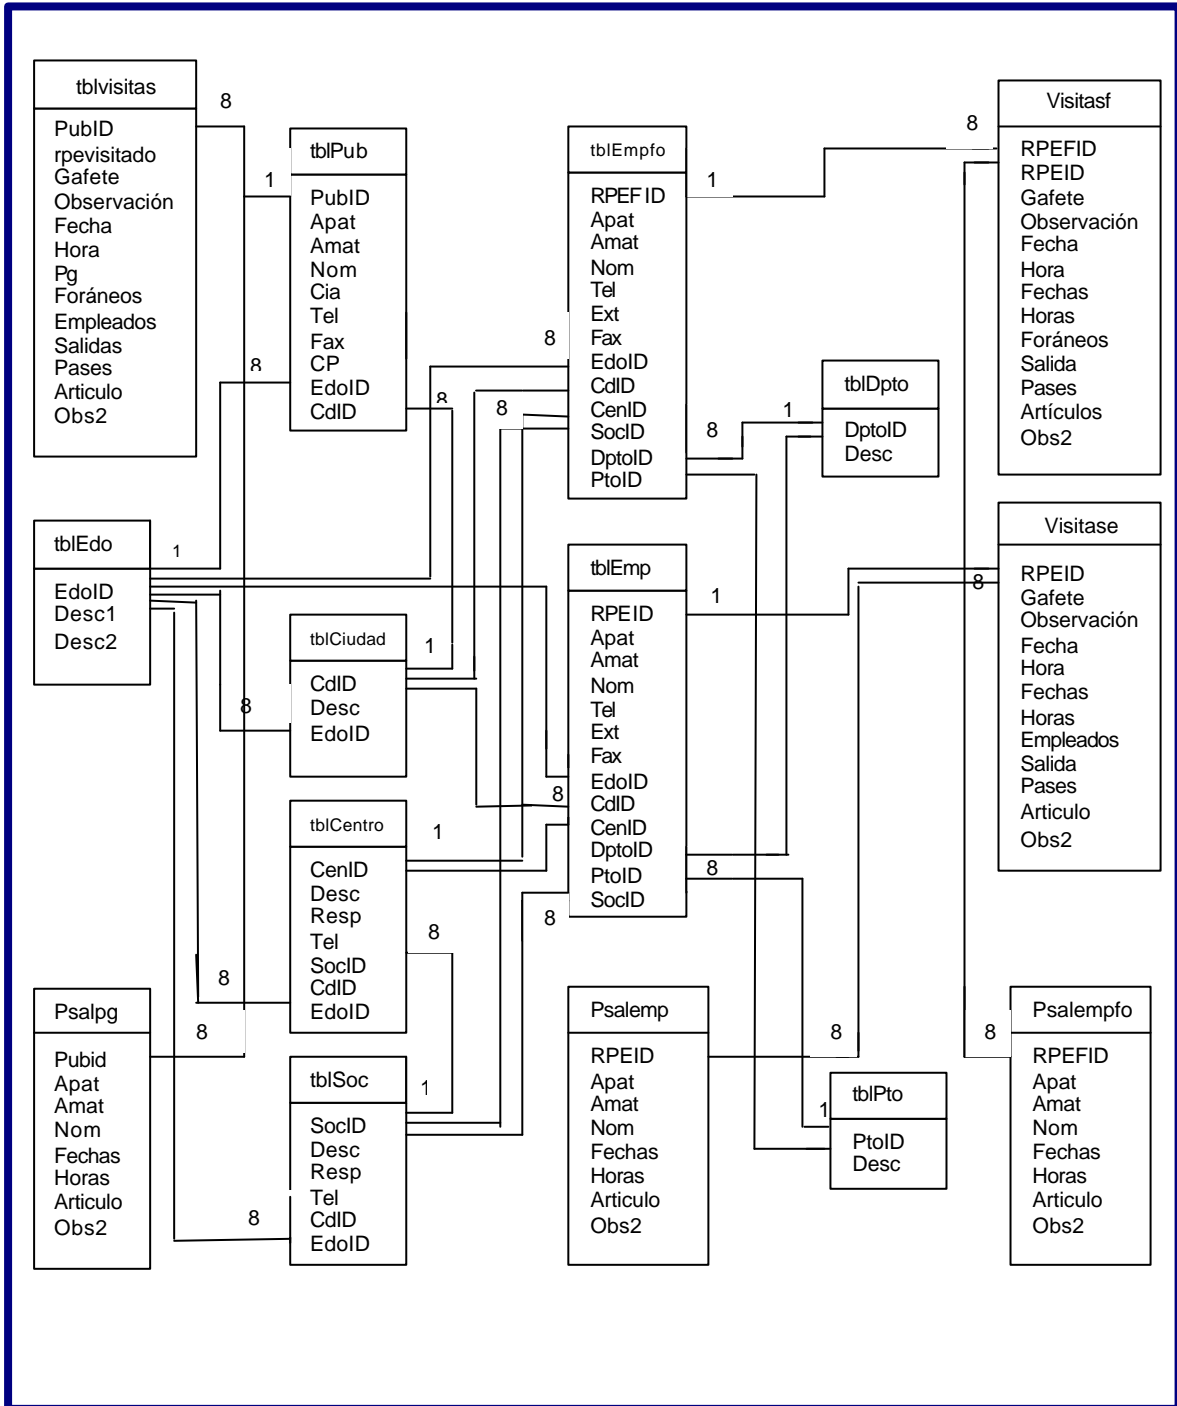 tblvisitas
PubID
rpevisitado
Gafete
Observación
Fecha
Hora
Pg
Foráneos
Empleados
Salidas
Pases
Articulo
Obs2
8
1
tblPub
PubID
Apat
Amat
Nom
Cia
Tel
Fax
CP
EdoID
CdID
8
8
tblEmpfo
RPEFID
Apat
Amat
Nom
Tel
Ext
Fax
EdoID
CdID
CenID
SocID
DptoID
PtoID
1
8
8
8
8
Visitasf
RPEFID
RPEID
Gafete
Observación
Fecha
Hora
Fechas
Horas
Foráneos
Salida
Pases
Artículos
Obs2
tblDpto
DptoID
Desc
1
tblEdo
EdoID
Desc1
Desc2
1
tblCiudad
CdID
Desc
EdoID
1
8
tblEmp
RPEID
Apat
Amat
Nom
Tel
Ext
Fax
EdoID
CdID
CenID
DptoID
PtoID
SocID
1
8
8
8
Visitase
RPEID
Gafete
Observación
Fecha
Hora
Fechas
Horas
Empleados
Salida
Pases
Articulo
Obs2
8
tblCentro
CenID
Desc
Resp
Tel
SocID
CdID
EdoID
1
8
8
Psalpg
Pubid
Apat
Amat
Nom
Fechas
Horas
Articulo
Obs2
8
tblSoc
SocID
Desc
Resp
Tel
CdID
EdoID
1
8
Psalemp
RPEID
Apat
Amat
Nom
Fechas
Horas
Articulo
Obs2
8
tblPto
PtoID
Desc
1
Psalempfo
RPEFID
Apat
Amat
Nom
Fechas
Horas
Articulo
Obs2
8